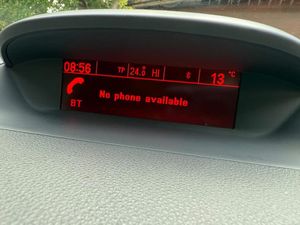 08:56 TP 24.0 HI 13 °C
No phone available
BT